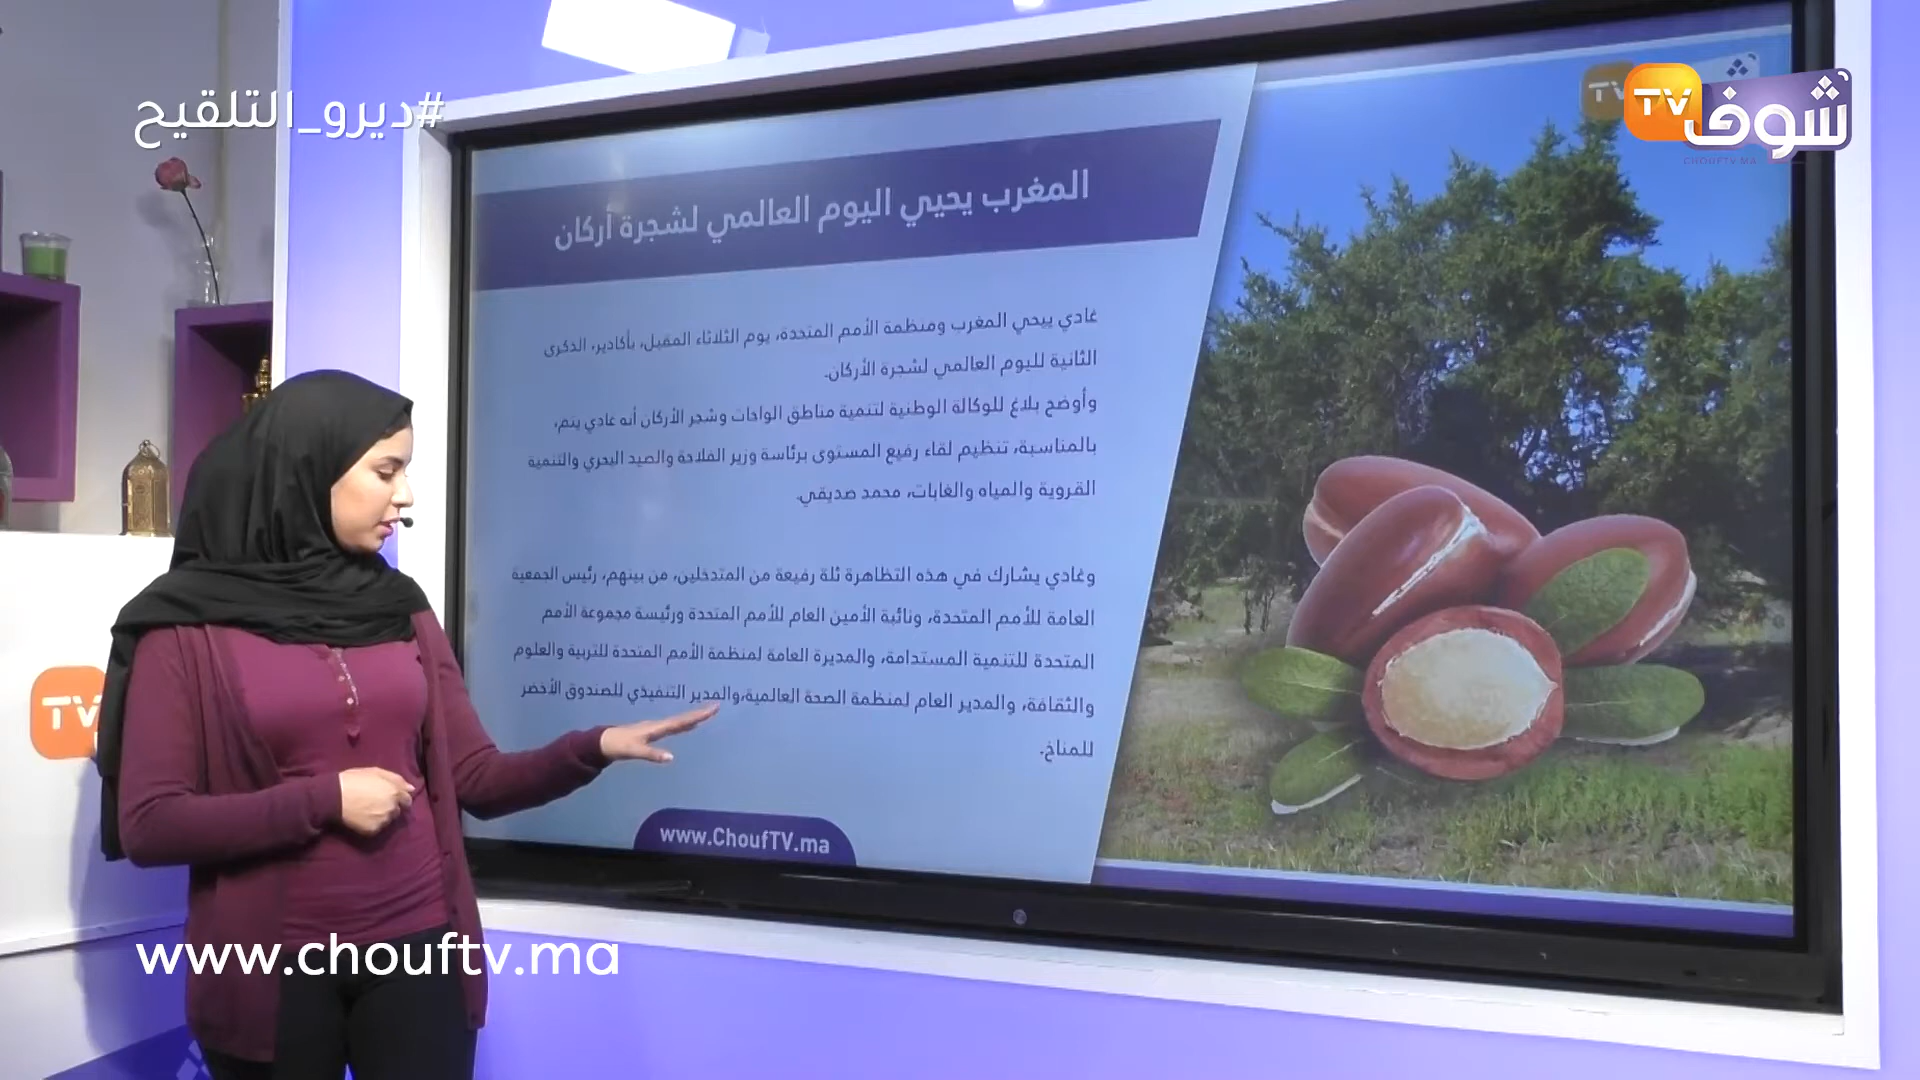 #ديرو_التلقيح
TV
شوف
TV
CHOUFTV.MA
المغرب يحيي اليوم العالمي لشجرة أركان
غادي يبحي المغرب ومنظمة الأمم المتحدة، يوم الثلاثاء المقبل، بأكادير، الذكرى
الثانية لليوم العالمي لشجرة الأركان.
وأوضح بلاغ للوكالة الوطنية لتنمية مناطق الواحات وشجر الأركان أنه غادي يتم،
بالمناسبة، تنظيم لقاء رفيع المستوى برئاسة وزير الفلاحة والصيد البحري والتنمية
القروية والمياه والغابات، محمد صديقي.
وغادي يشارك في هذه التظاهرة ثلة رفيعة من المتدخلين، من بينهم، رئيس الجمعية
العامة للأمم المتحدة، ونائبة الأمين العام للأمم المتحدة ورئيسة مجموعة الأمم
المتحدة للتنمية المستدامة، والمديرة العامة لمنظمة الأمم المتحدة للتربية والعلوم
والثقافة، والمدير العام لمنظمة الصحة العالمية،والمدير التنفيذي للصندوق الأخضر
للمناخ.
TV
www.ChoufTV.ma
www.chouftv.ma